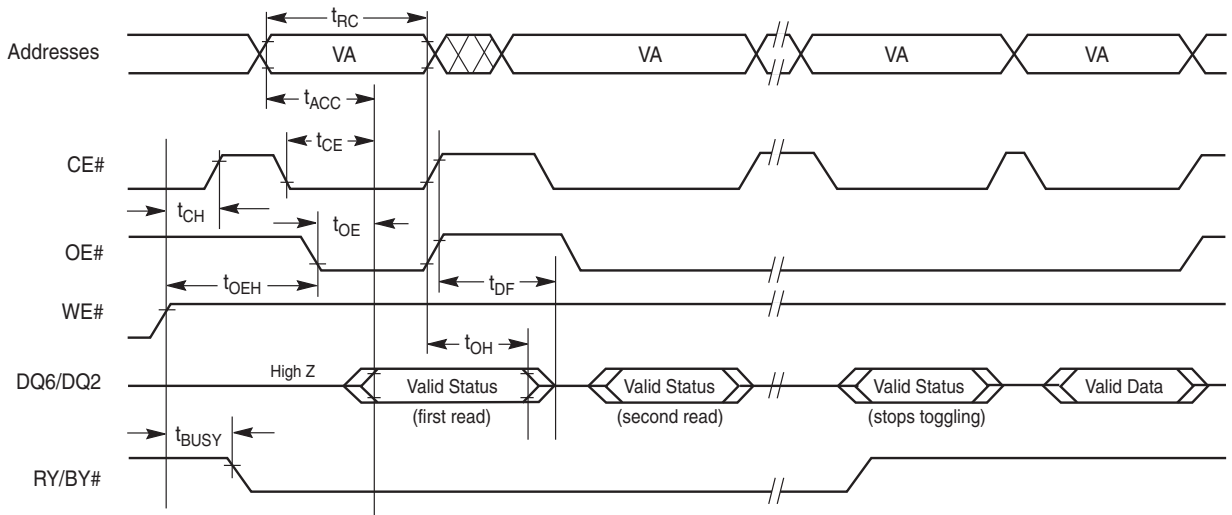 tRC
Addresses VA VA VA VA
tACC
tCE
CE#
tCH tOE
OE#
tOEH tDF
WE#
tOH
DQ6/DQ2 High Z Valid Status Valid Status Valid Status Valid Data
(first read) (second read) (stops toggling)
tBUSY
RY/BY#